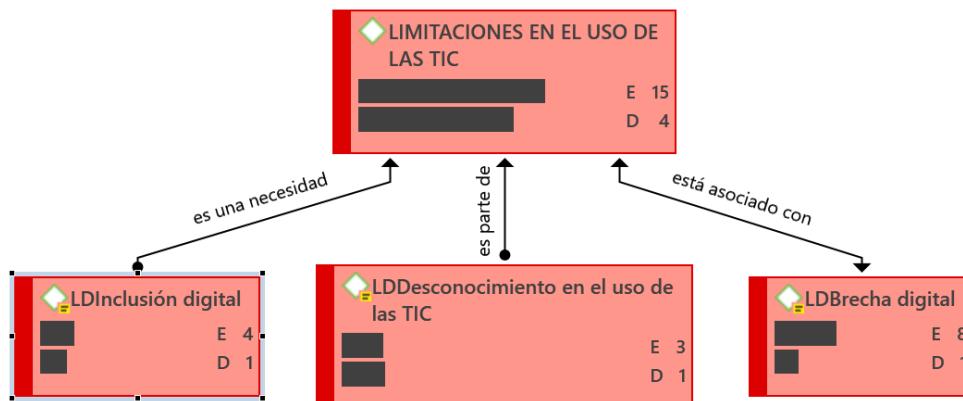 LIMITACIONES EN EL USO DE
LAS TIC
E 15
D 4
es una necesidad
es parte de
está asociado con
LDInclusión digital
E 4
D 1
LDDesconocimiento en el uso de
las TIC
E 3
D 1
LDBrecha digital
E 8
D 1